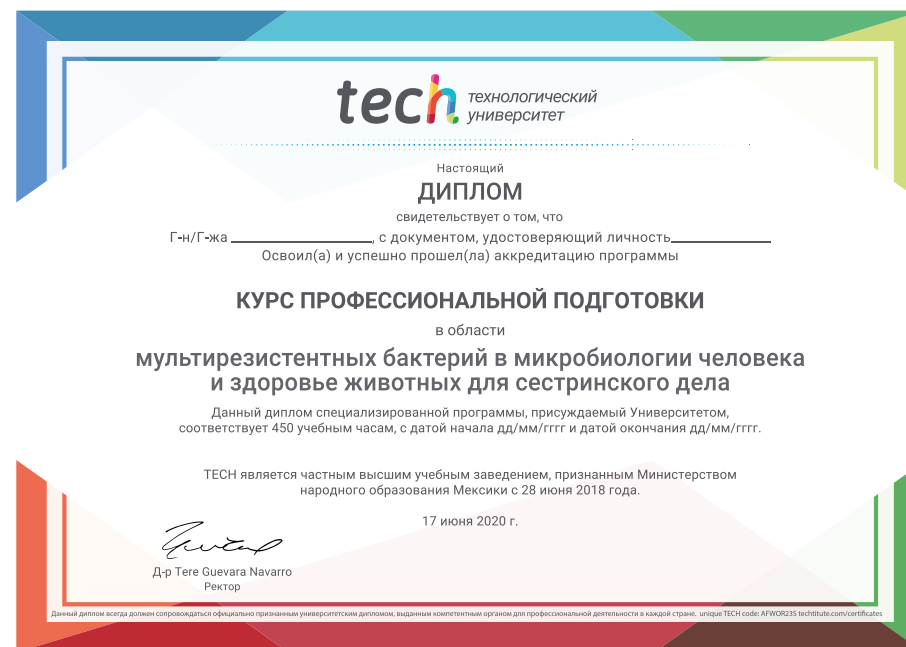 tech технологический
университет
Настоящий
ДИПЛОМ
свидетельствует о том, что
Г-н/Г-жа ____________________, с документом, удостоверяющий личность______________
Освоил(а) и успешно прошел(ла) аккредитацию программы
КУРС ПРОФЕССИОНАЛЬНОЙ ПОДГОТОВКИ
в области
мультирезистентных бактерий в микробиологии человека
и здоровье животных для сестринского дела
Данный диплом специализированной программы, присуждаемый Университетом,
соответствует 450 учебным часам, с датой начала дд/мм/гггг и датой окончания дд/мм/гггг.
TECH является частным высшим учебным заведением, признанным Министерством
народного образования Мексики с 28 июня 2018 года.
17 июня 2020 г.
Д-р Tere Guevara Navarro
Ректор
Данный диплом всегда должен сопровождаться официально признанным университетским дипломом, выданным компетентным органом для профессиональной деятельности в каждой стране. unique TECH code: AFWOR23S techtitute.com/certificates